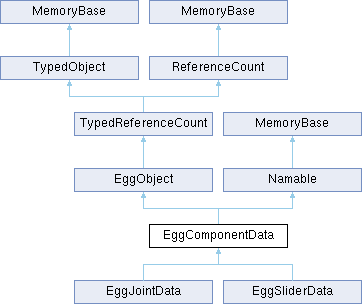 MemoryBase MemoryBase
TypedObject ReferenceCount
TypedReferenceCount MemoryBase
EggObject Namable
EggComponentData
EggJointData EggSliderData